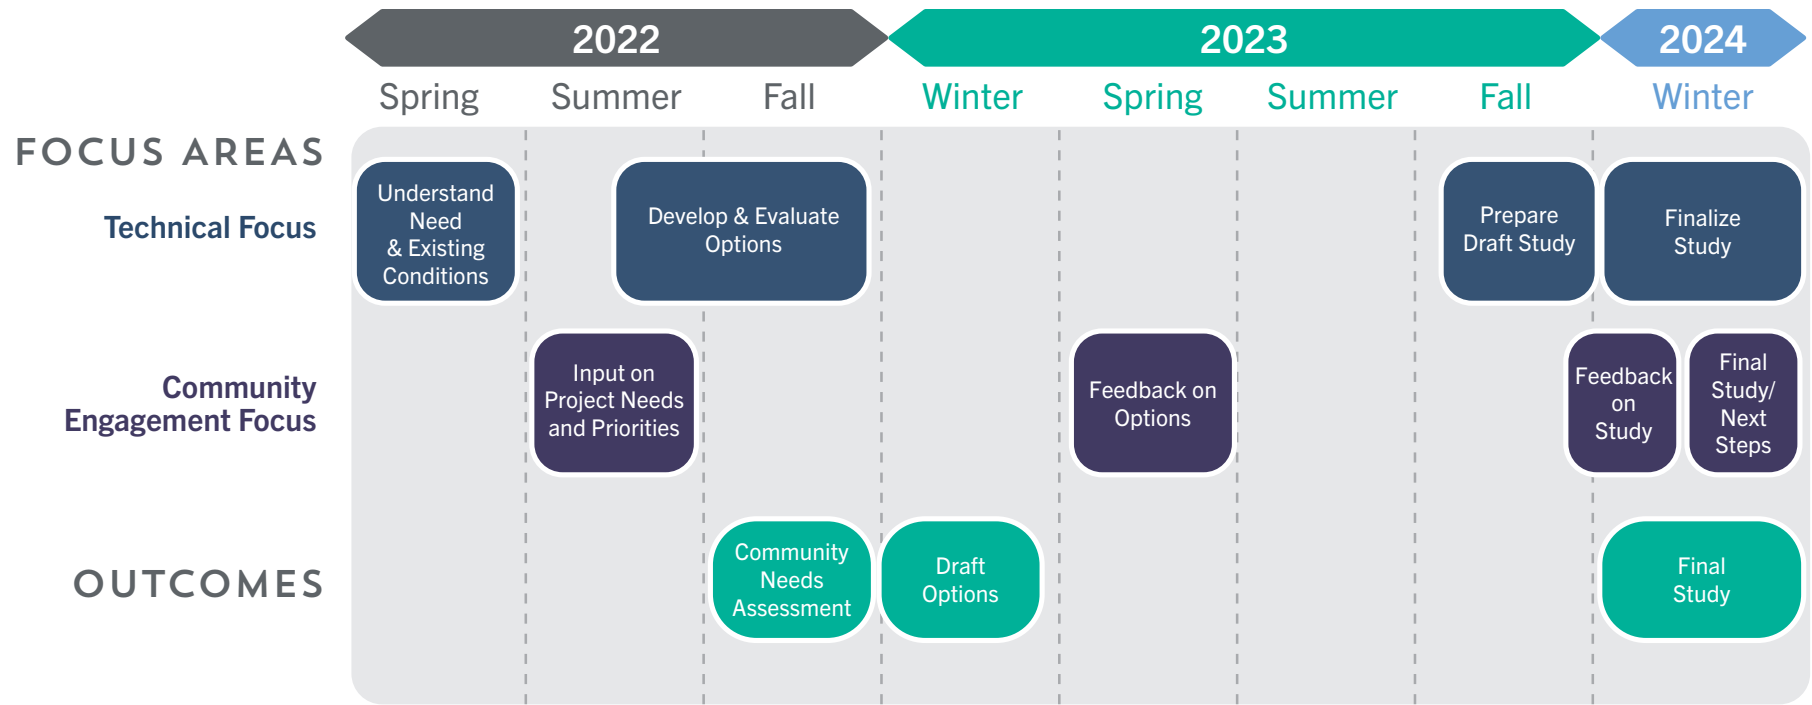 2022
2023
2024
Spring
Summer
Fall
Winter
Spring
Summer
Fall
Winter
FOCUS AREAS
Technical Focus
Understand
Need
& Existing
Conditions
Develop & Evaluate
Options
Prepare
Draft Study
Finalize
Study
Community
Engagement Focus
Input on
Project Needs
and Priorities
Feedback on
Options
Feedback
on
Study
Final
Study/
Next
Steps
OUTCOMES
Community
Needs
Assessment
Draft
Options
Final
Study